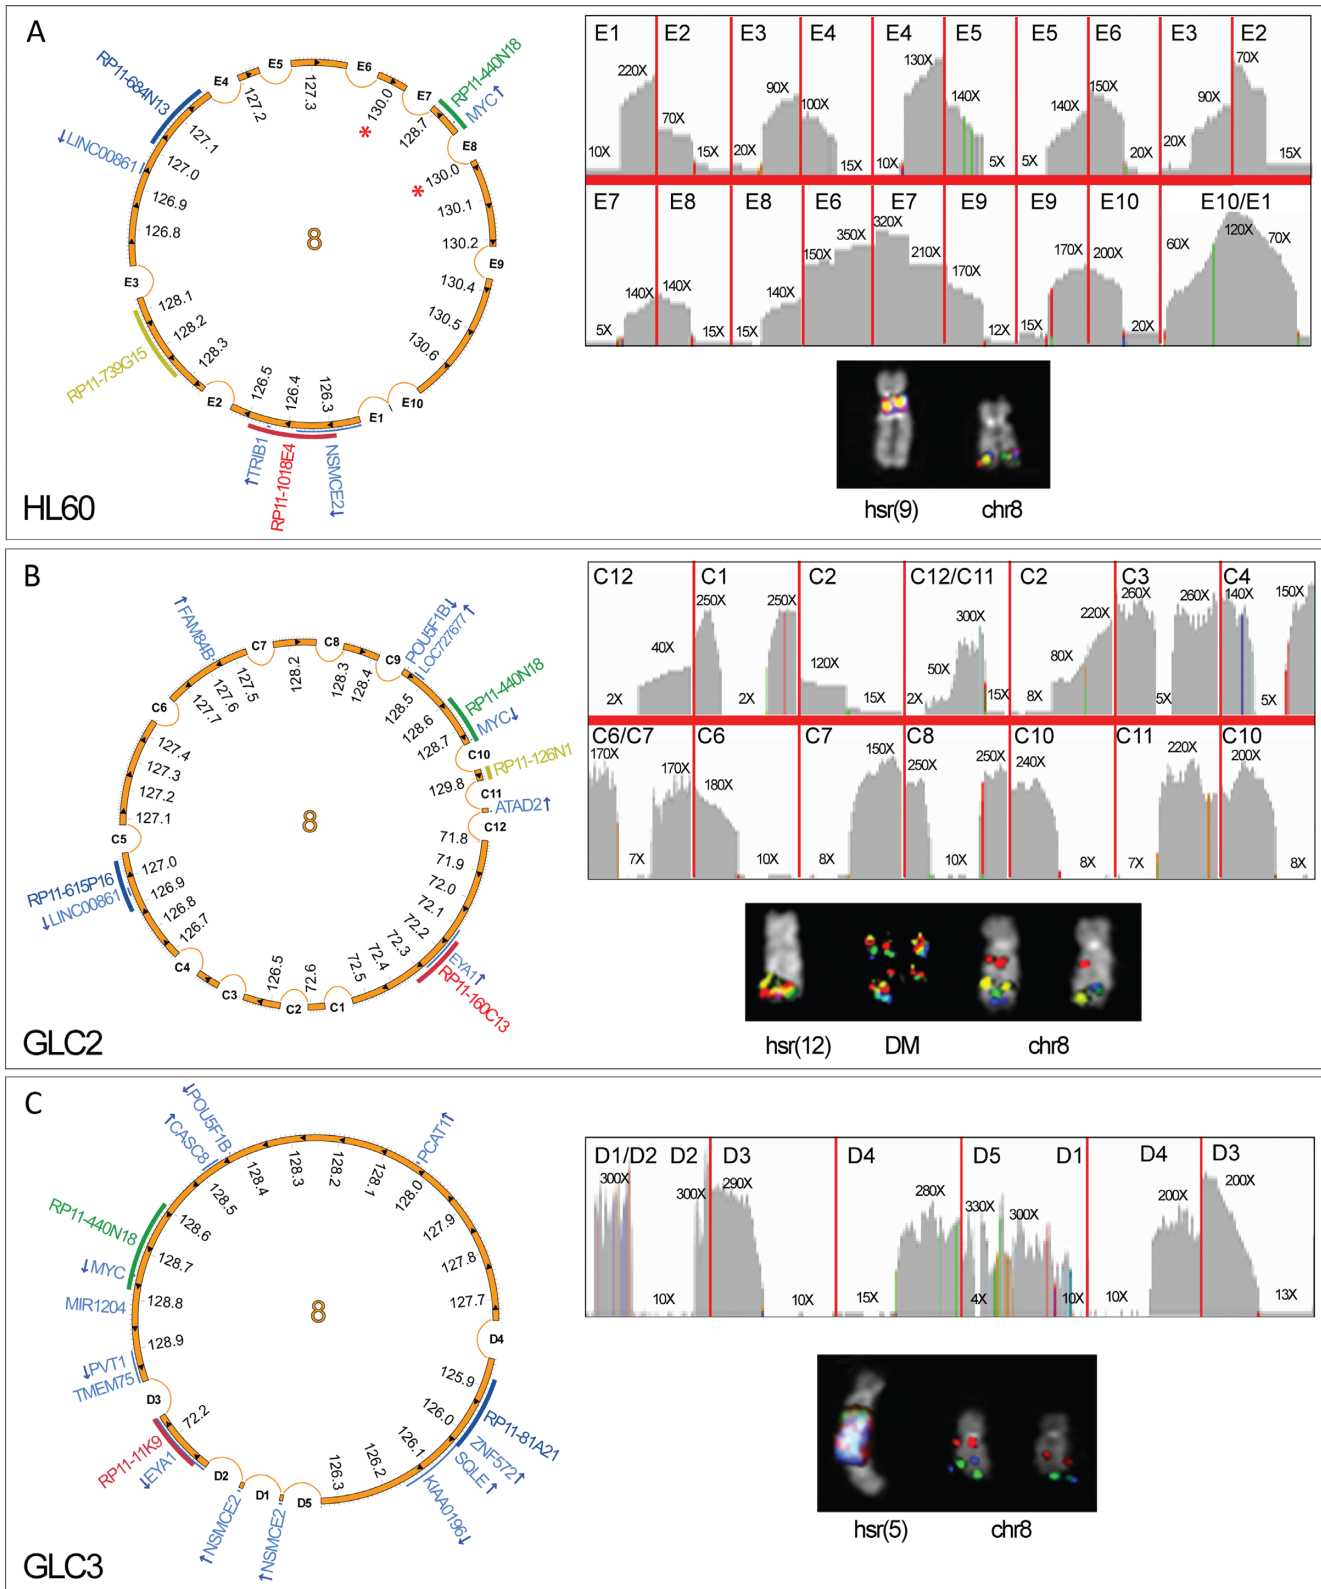 A
RP11-684N13
E4
E5
E6
E7
RP11-440N18
MYC↑
127.2
127.3
130.0
*
128.7
E8
↓LINC00861
127.1
127.0
126.9
126.8
130.0
*
130.1
130.2
8
E3
E9
128.1
128.2
128.3
130.4
130.5
130.6
RP11-739G15
E2
126.5
126.4
126.3
E1
E10
↑TRIB1
RP11-1018E4
NSMCE2↓
HL60
E1 E2 E3 E4 E4 E5 E5 E6 E3 E2
10X 220X 70X 15X 20X 90X 100X 15X 10X 130X 140X 5X 5X 140X 150X 20X 20X 90X 70X 15X
E7 E8 E8 E6 E7 E9 E9 E10 E10/E1
5X 140X 140X 15X 15X 140X 150X 350X 320X 210X 170X 12X 15X 170X 200X 20X 60X 120X 70X
hsr(9) chr8
B
↑FAM84B
C7
C8
C9
POU5F1B↓
LOC727677↑
128.2
128.3
128.4
127.5
127.6
127.7
128.5
128.6
128.7
RP11-440N18
MYC↓
C6
C10
RP11-126N1
129.8
C11
ATAD2↑
C12
127.4
127.3
127.2
127.1
8
C5
71.8
71.9
72.0
72.1
72.2
72.3
72.4
72.5
RP11-615P16
↓LINC00861
127.0
126.9
126.8
126.7
EYA1↑
RP11-160C13
C4
C3
126.5
C2
72.6
C1
GLC2
C12 C1 C2 C12/C11 C2 C3 C4
2X 40X 250X 2X 250X 120X 15X 2X 50X 300X 15X 8X 80X 220X 260X 5X 260X 140X 5X 150X
C6/C7 C6 C7 C8 C10 C11 C10
170X 7X 170X 180X 10X 8X 150X 250X 10X 250X 240X 8X 7X 220X 200X 8X
hsr(12) DM chr8
C
↓POU5F1B
↑CASC8
PCAT1↑
128.5
128.4
128.3
128.2
128.1
128.0
127.9
127.8
127.7
RP11-440N18
↓MYC
MIR1204
128.6
128.7
128.8
128.9
8
D4
↓PVT1
TMEM75
D3
125.9
126.0
126.1
126.2
126.3
RP11-81A21
ZNF572↑
SQLE↑
KIAA0196↓
72.2
RP11-11K9
↓EYA1
D2
D1
D5
↑NSMCE2
↑NSMCE2
GLC3
D1/D2 D2 D3 D4 D5 D1 D4 D3
300X 10X 300X 290X 10X 15X 280X 330X 4X 300X 10X 10X 200X 200X 13X
hsr(5) chr8